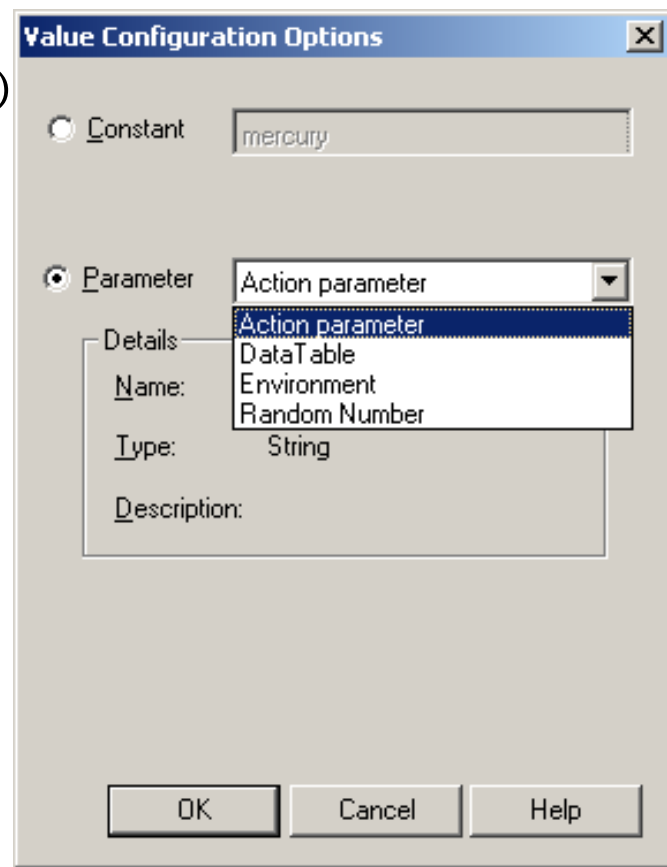 Value Configuration Options
)
Constant
mercury
Parameter
Action parameter
Action parameter
DataTable
Environment
Random Number
Details
Name:
Type:
String
Description:
OK
Cancel
Help